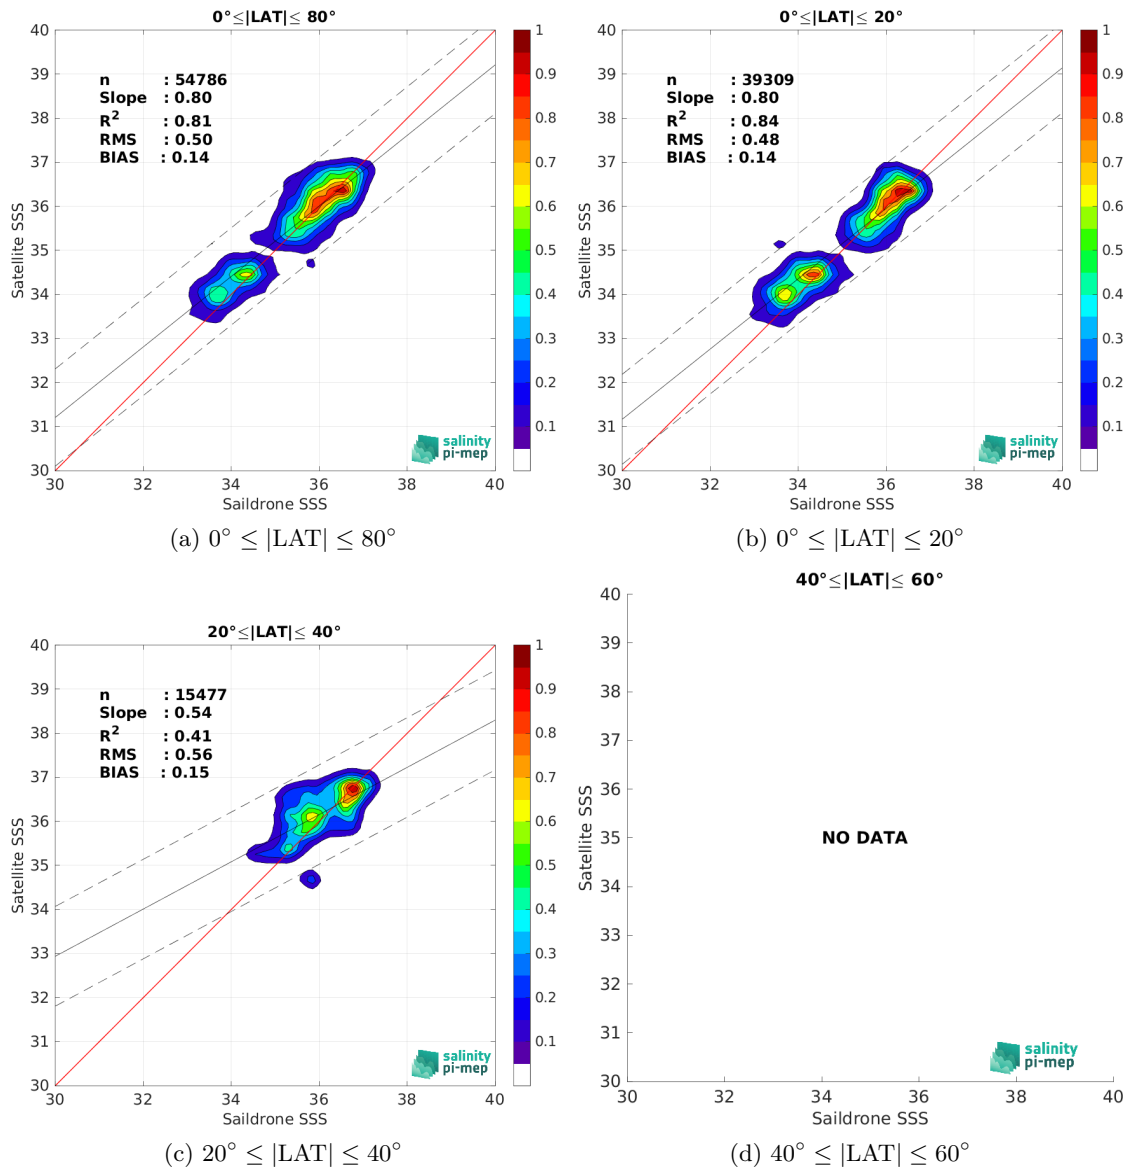 0°≤|LAT|≤ 80°
40
39
38
37
36
35
34
33
32
31
30
Satellite SSS
n : 54786
Slope : 0.80
R² : 0.81
RMS : 0.50
BIAS : 0.14
salinity
pi-mep
30 32 34 36 38 40
Saildrone SSS
1
0.9
0.8
0.7
0.6
0.5
0.4
0.3
0.2
0.1
(a) 0° ≤ |LAT| ≤ 80°
0°≤|LAT|≤ 20°
40
39
38
37
36
35
34
33
32
31
30
Satellite SSS
n : 39309
Slope : 0.80
R² : 0.84
RMS : 0.48
BIAS : 0.14
salinity
pi-mep
30 32 34 36 38 40
Saildrone SSS
1
0.9
0.8
0.7
0.6
0.5
0.4
0.3
0.2
0.1
(b) 0° ≤ |LAT| ≤ 20°
20°≤|LAT|≤ 40°
40
39
38
37
36
35
34
33
32
31
30
Satellite SSS
n : 15477
Slope : 0.54
R² : 0.41
RMS : 0.56
BIAS : 0.15
salinity
pi-mep
30 32 34 36 38 40
Saildrone SSS
1
0.9
0.8
0.7
0.6
0.5
0.4
0.3
0.2
0.1
(c) 20° ≤ |LAT| ≤ 40°
40°≤|LAT|≤ 60°
40
39
38
37
36
35
34
33
32
31
30
Satellite SSS
NO DATA
salinity
pi-mep
30 32 34 36 38 40
Saildrone SSS
(d) 40° ≤ |LAT| ≤ 60°